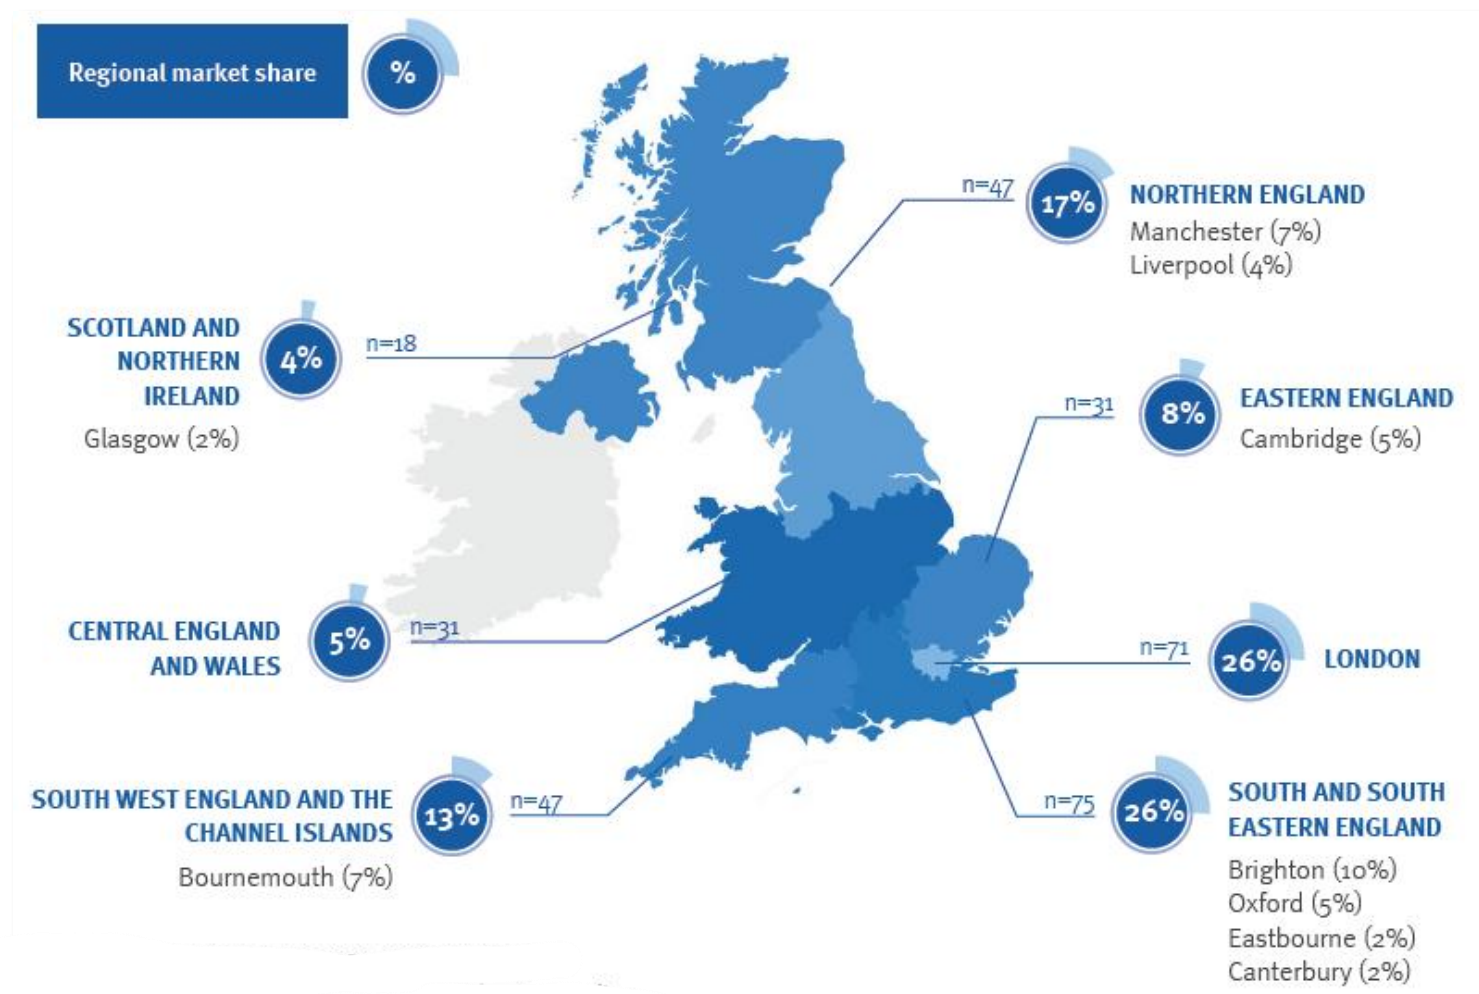 Regional market share
%
n=47
17%
NORTHERN ENGLAND
Manchester (7%)
Liverpool (4%)
SCOTLAND AND
NORTHERN
IRELAND
Glasgow (2%)
4%
n=18
n=31
8%
EASTERN ENGLAND
Cambridge (5%)
CENTRAL ENGLAND
AND WALES
5%
n=31
n=71
26%
LONDON
SOUTH WEST ENGLAND AND THE
CHANNEL ISLANDS
Bournemouth (7%)
13%
n=47
n=75
26%
SOUTH AND SOUTH
EASTERN ENGLAND
Brighton (10%)
Oxford (5%)
Eastbourne (2%)
Canterbury (2%)